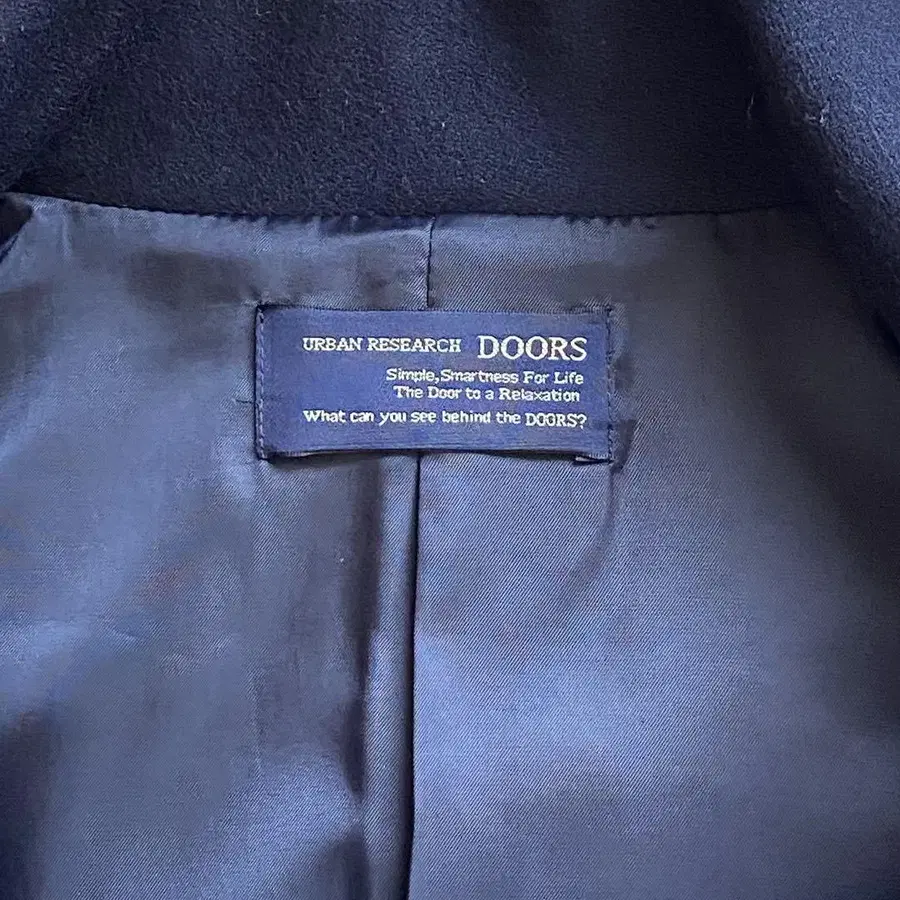 URBAN RESEARCH DOORS
Simple, Smartness For Life
The Door to a Relaxation
What can you see behind the DOORS?